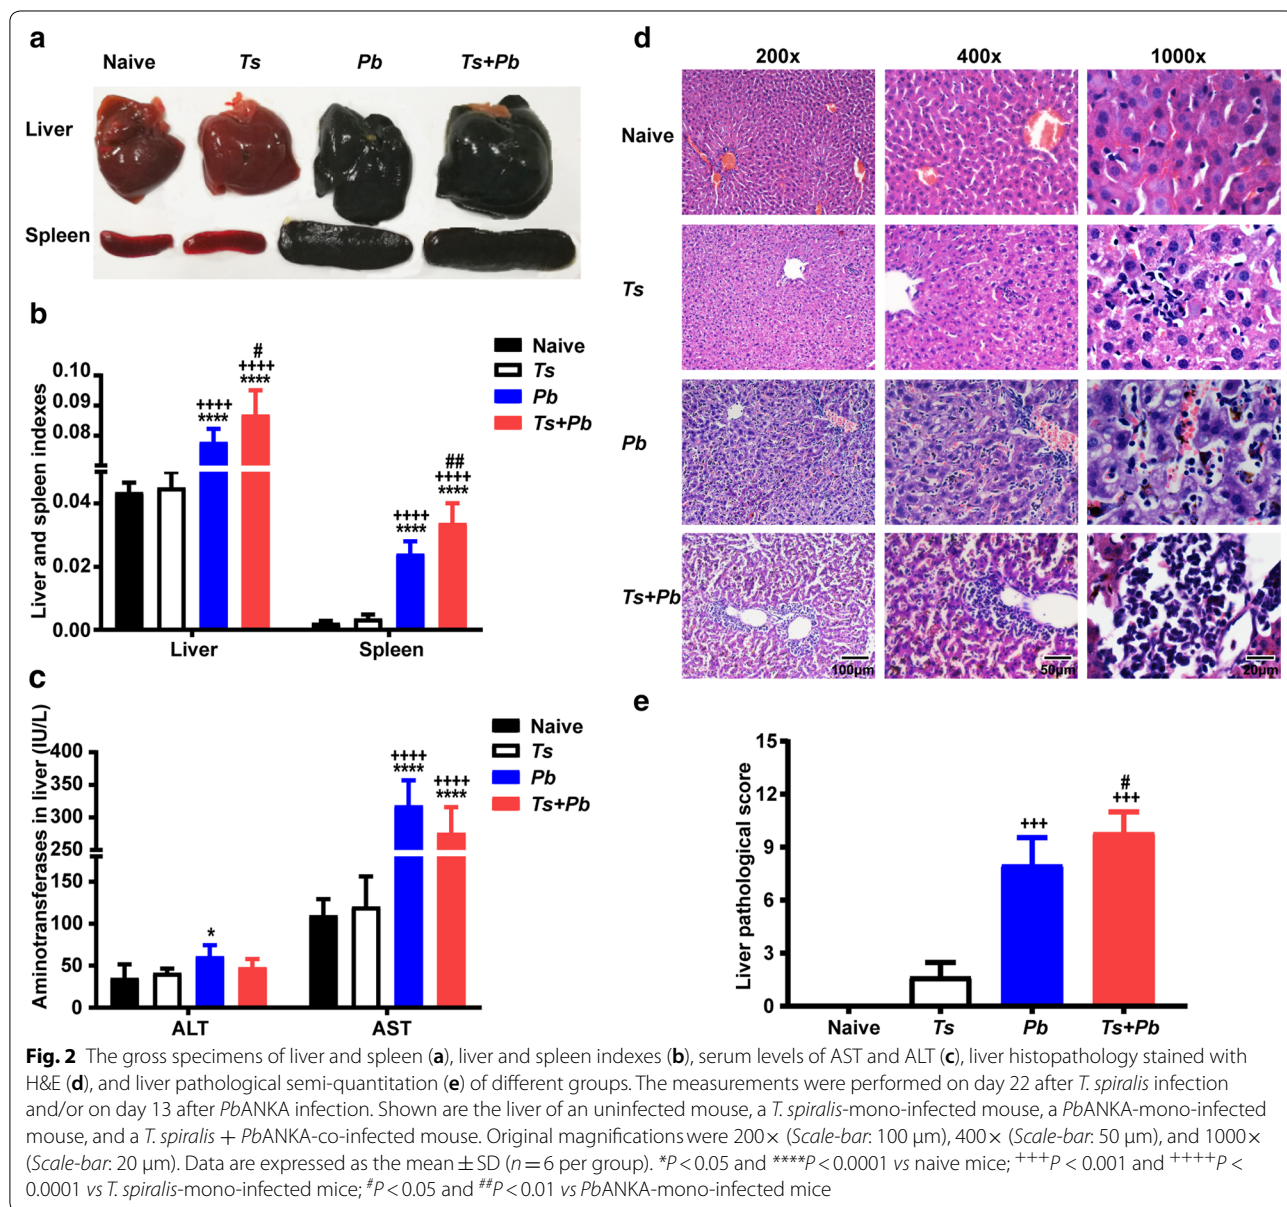 a
Naive Ts Pb Ts+Pb
Liver
Spleen
b
Liver and spleen indexes
0.10
0.09
0.08
0.04
0.02
0.00
++++
****
#
++++
****
++++
****
##
++++
****
Liver Spleen
Naive
Ts
Pb
Ts+Pb
c
Aminotransferases in liver (IU/L)
400
350
300
250
150
100
50
0
*
++++
****
++++
****
ALT AST
Naive
Ts
Pb
Ts+Pb
d
200x 400x 1000x
Naive
Ts
Pb
Ts+Pb
100μm 50μm 20μm
e
Liver pathological score
15
12
9
6
3
0
+++
#
+++
Naive Ts Pb Ts+Pb
Fig. 2 The gross specimens of liver and spleen (a), liver and spleen indexes (b), serum levels of AST and ALT (c), liver histopathology stained with
H&E (d), and liver pathological semi-quantitation (e) of different groups. The measurements were performed on day 22 after T. spiralis infection
and/or on day 13 after PbANKA infection. Shown are the liver of an uninfected mouse, a T. spiralis-mono-infected mouse, a PbANKA-mono-infected
mouse, and a T. spiralis + PbANKA-co-infected mouse. Original magnifications were 200× (Scale-bar: 100 μm), 400× (Scale-bar: 50 μm), and 1000×
(Scale-bar: 20 μm). Data are expressed as the mean ± SD (n = 6 per group). *P < 0.05 and ****P < 0.0001 vs naive mice; +++P < 0.001 and ++++P <
0.0001 vs T. spiralis-mono-infected mice; #P < 0.05 and ##P < 0.01 vs PbANKA-mono-infected mice